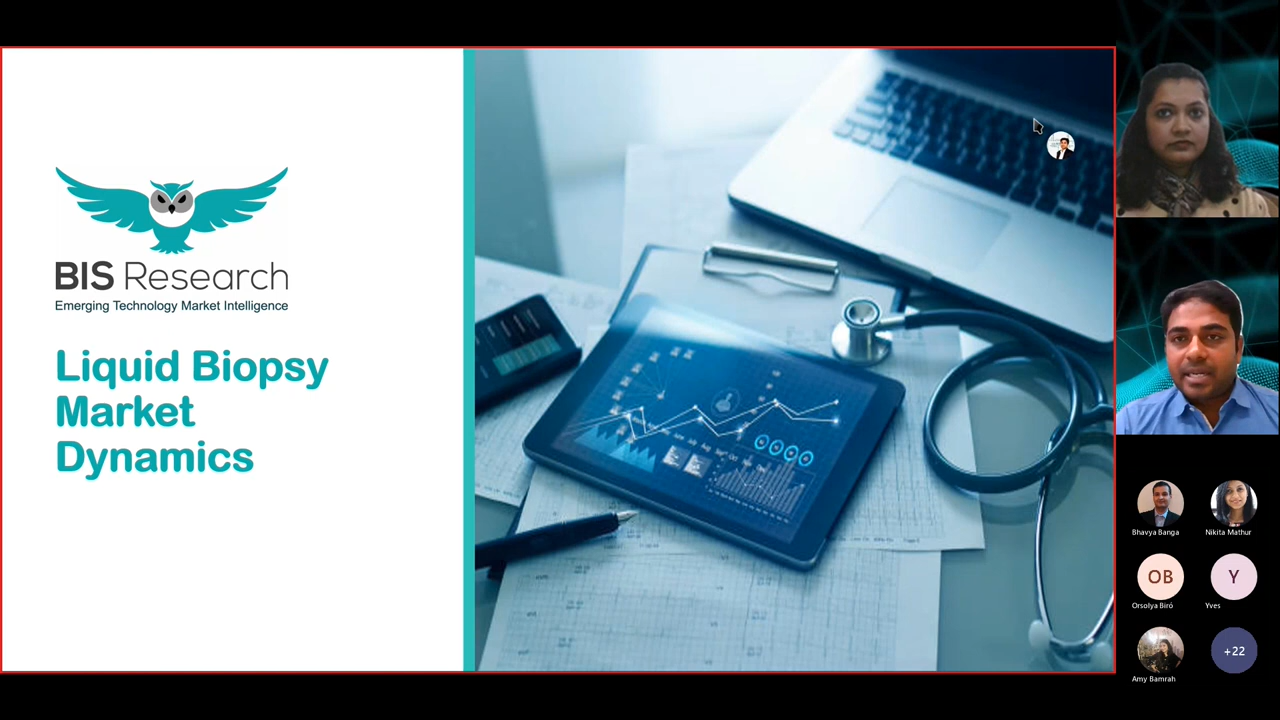 BIS Research
Emerging Technology Market Intelligence
Liquid Biopsy
Market
Dynamics
Bhavya Banga
Nikita Mathur
OB
Y
Orsolya Biró
Yves
+22
Amy Bamrah